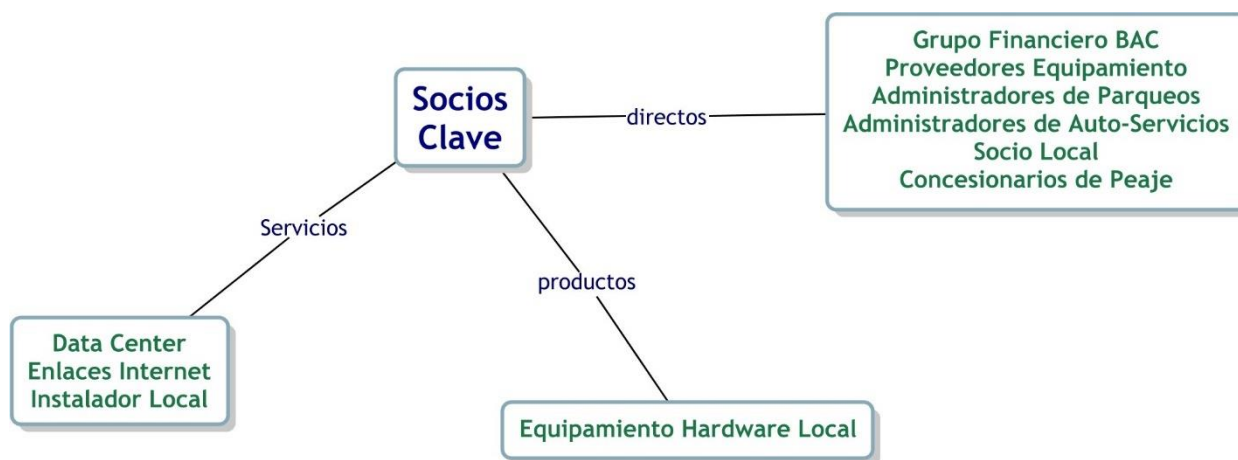 Socios
Clave
directos
Grupo Financiero BAC
Proveedores Equipamiento
Administradores de Parqueos
Administradores de Auto-Servicios
Socio Local
Concesionarios de Peaje
Servicios
productos
Data Center
Enlaces Internet
Instalador Local
Equipamiento Hardware Local